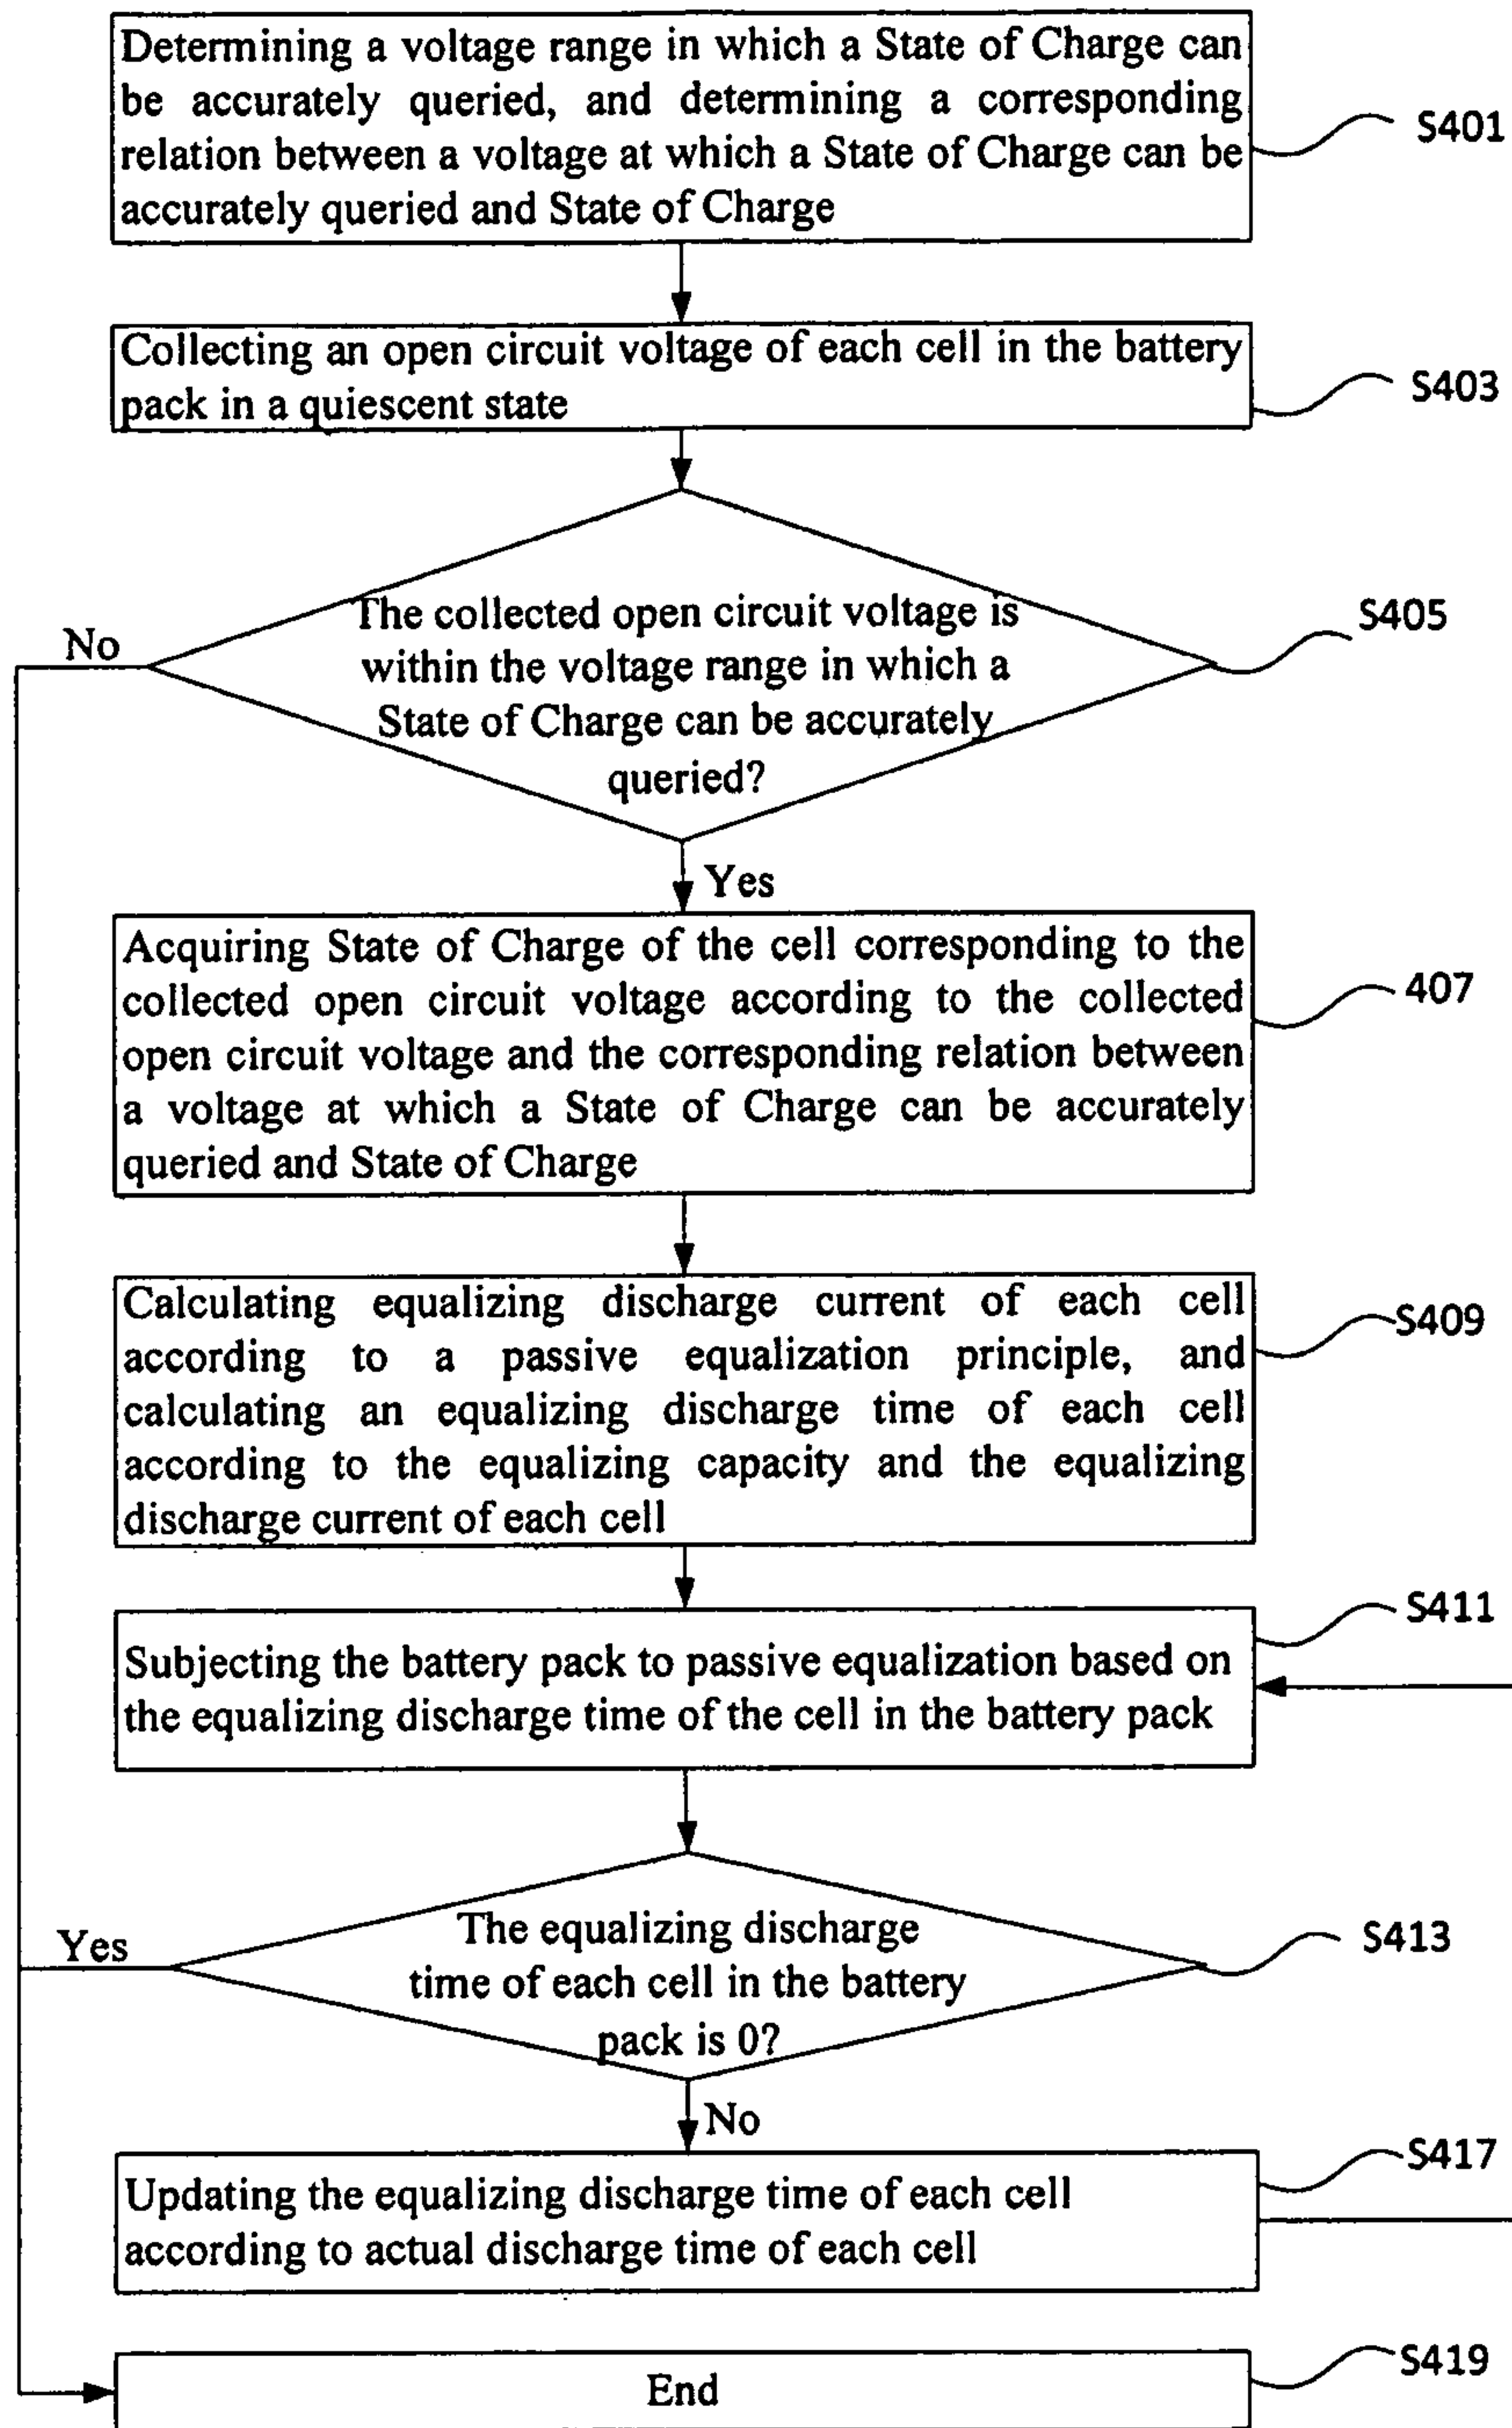 Determining a voltage range in which a State of Charge can
be accurately queried, and determining a corresponding
relation between a voltage at which a State of Charge can be
accurately queried and State of Charge
S401
Collecting an open circuit voltage of each cell in the battery
pack in a quiescent state
S403
The collected open circuit voltage is
within the voltage range in which a
State of Charge can be accurately
queried?
S405
No
Yes
Acquiring State of Charge of the cell corresponding to the
collected open circuit voltage according to the collected
open circuit voltage and the corresponding relation between
a voltage at which a State of Charge can be accurately
queried and State of Charge
407
Calculating equalizing discharge current of each cell
according to a passive equalization principle, and
calculating an equalizing discharge time of each cell
according to the equalizing capacity and the equalizing
discharge current of each cell
S409
Subjecting the battery pack to passive equalization based on
the equalizing discharge time of the cell in the battery pack
S411
The equalizing discharge
time of each cell in the battery
pack is 0?
S413
Yes
No
Updating the equalizing discharge time of each cell
according to actual discharge time of each cell
S417
End
S419